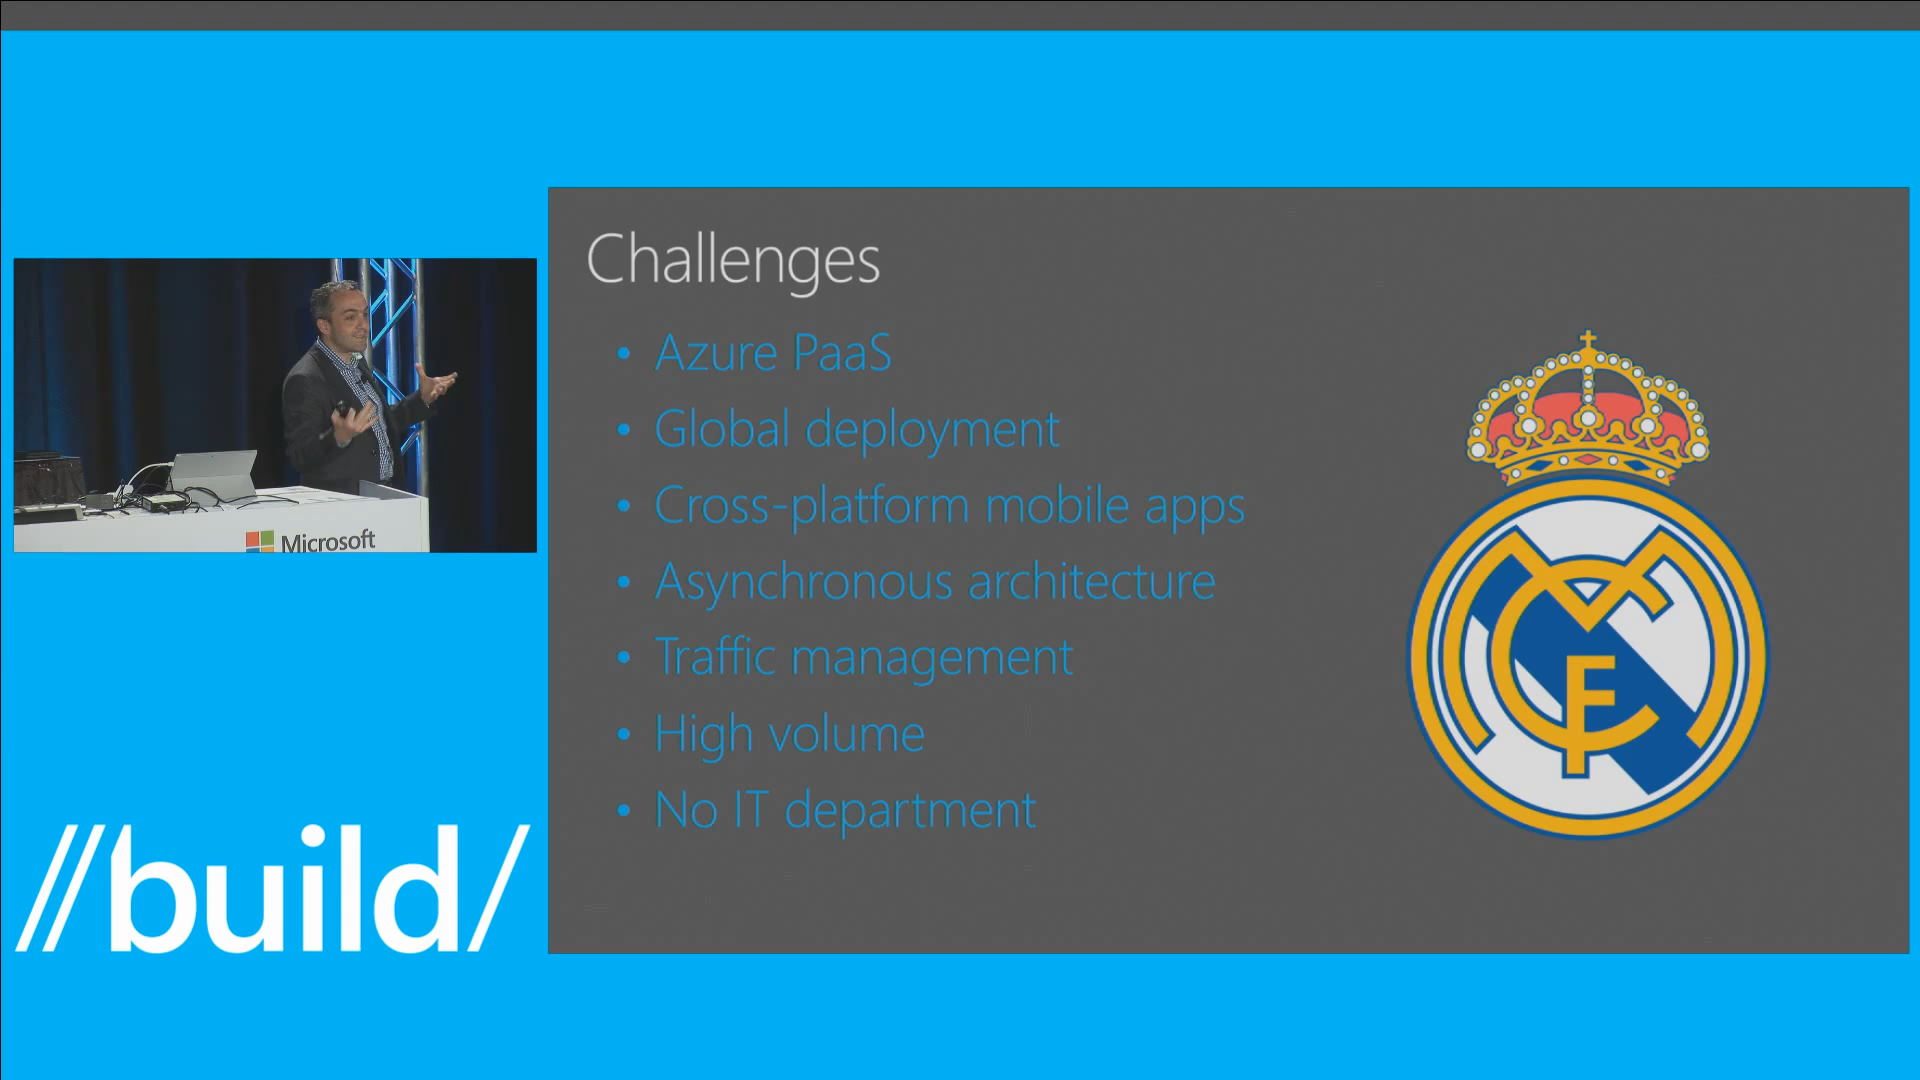 Challenges
• Azure PaaS
• Global deployment
• Cross-platform mobile apps
• Asynchronous architecture
• Traffic management
• High volume
• No IT department
Microsoft
//build/